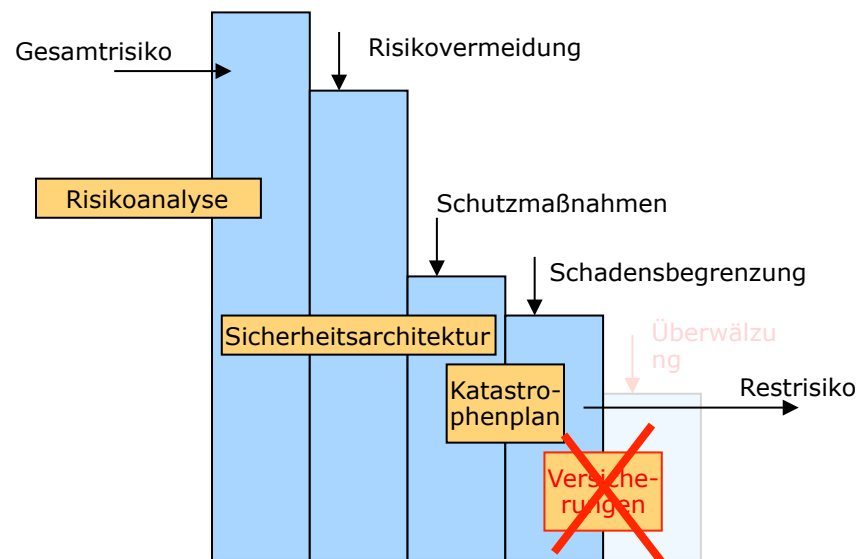 Gesamtrisiko
Risikovermeidung
Risikoanalyse
Schutzmaßnahmen
Schadensbegrenzung
Sicherheitsarchitektur
Überwälzu
ng
Katastro-
phenplan
Restrisiko
Versiche-
rungen